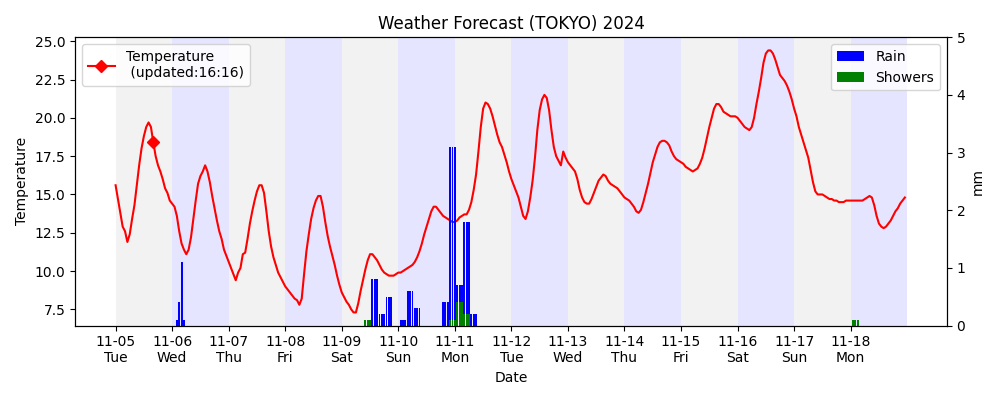 Weather Forecast (TOKYO) 2024
Temperature
(updated:16:16)
Rain
Showers
Temperature
25.0
22.5
20.0
17.5
15.0
12.5
10.0
7.5
5
4
3
2
1
0
mm
11-05 11-06 11-07 11-08 11-09 11-10 11-11 11-12 11-13 11-14 11-15 11-16 11-17 11-18
Tue Wed Thu Fri Sat Sun Mon Tue Wed Thu Fri Sat Sun Mon
Date